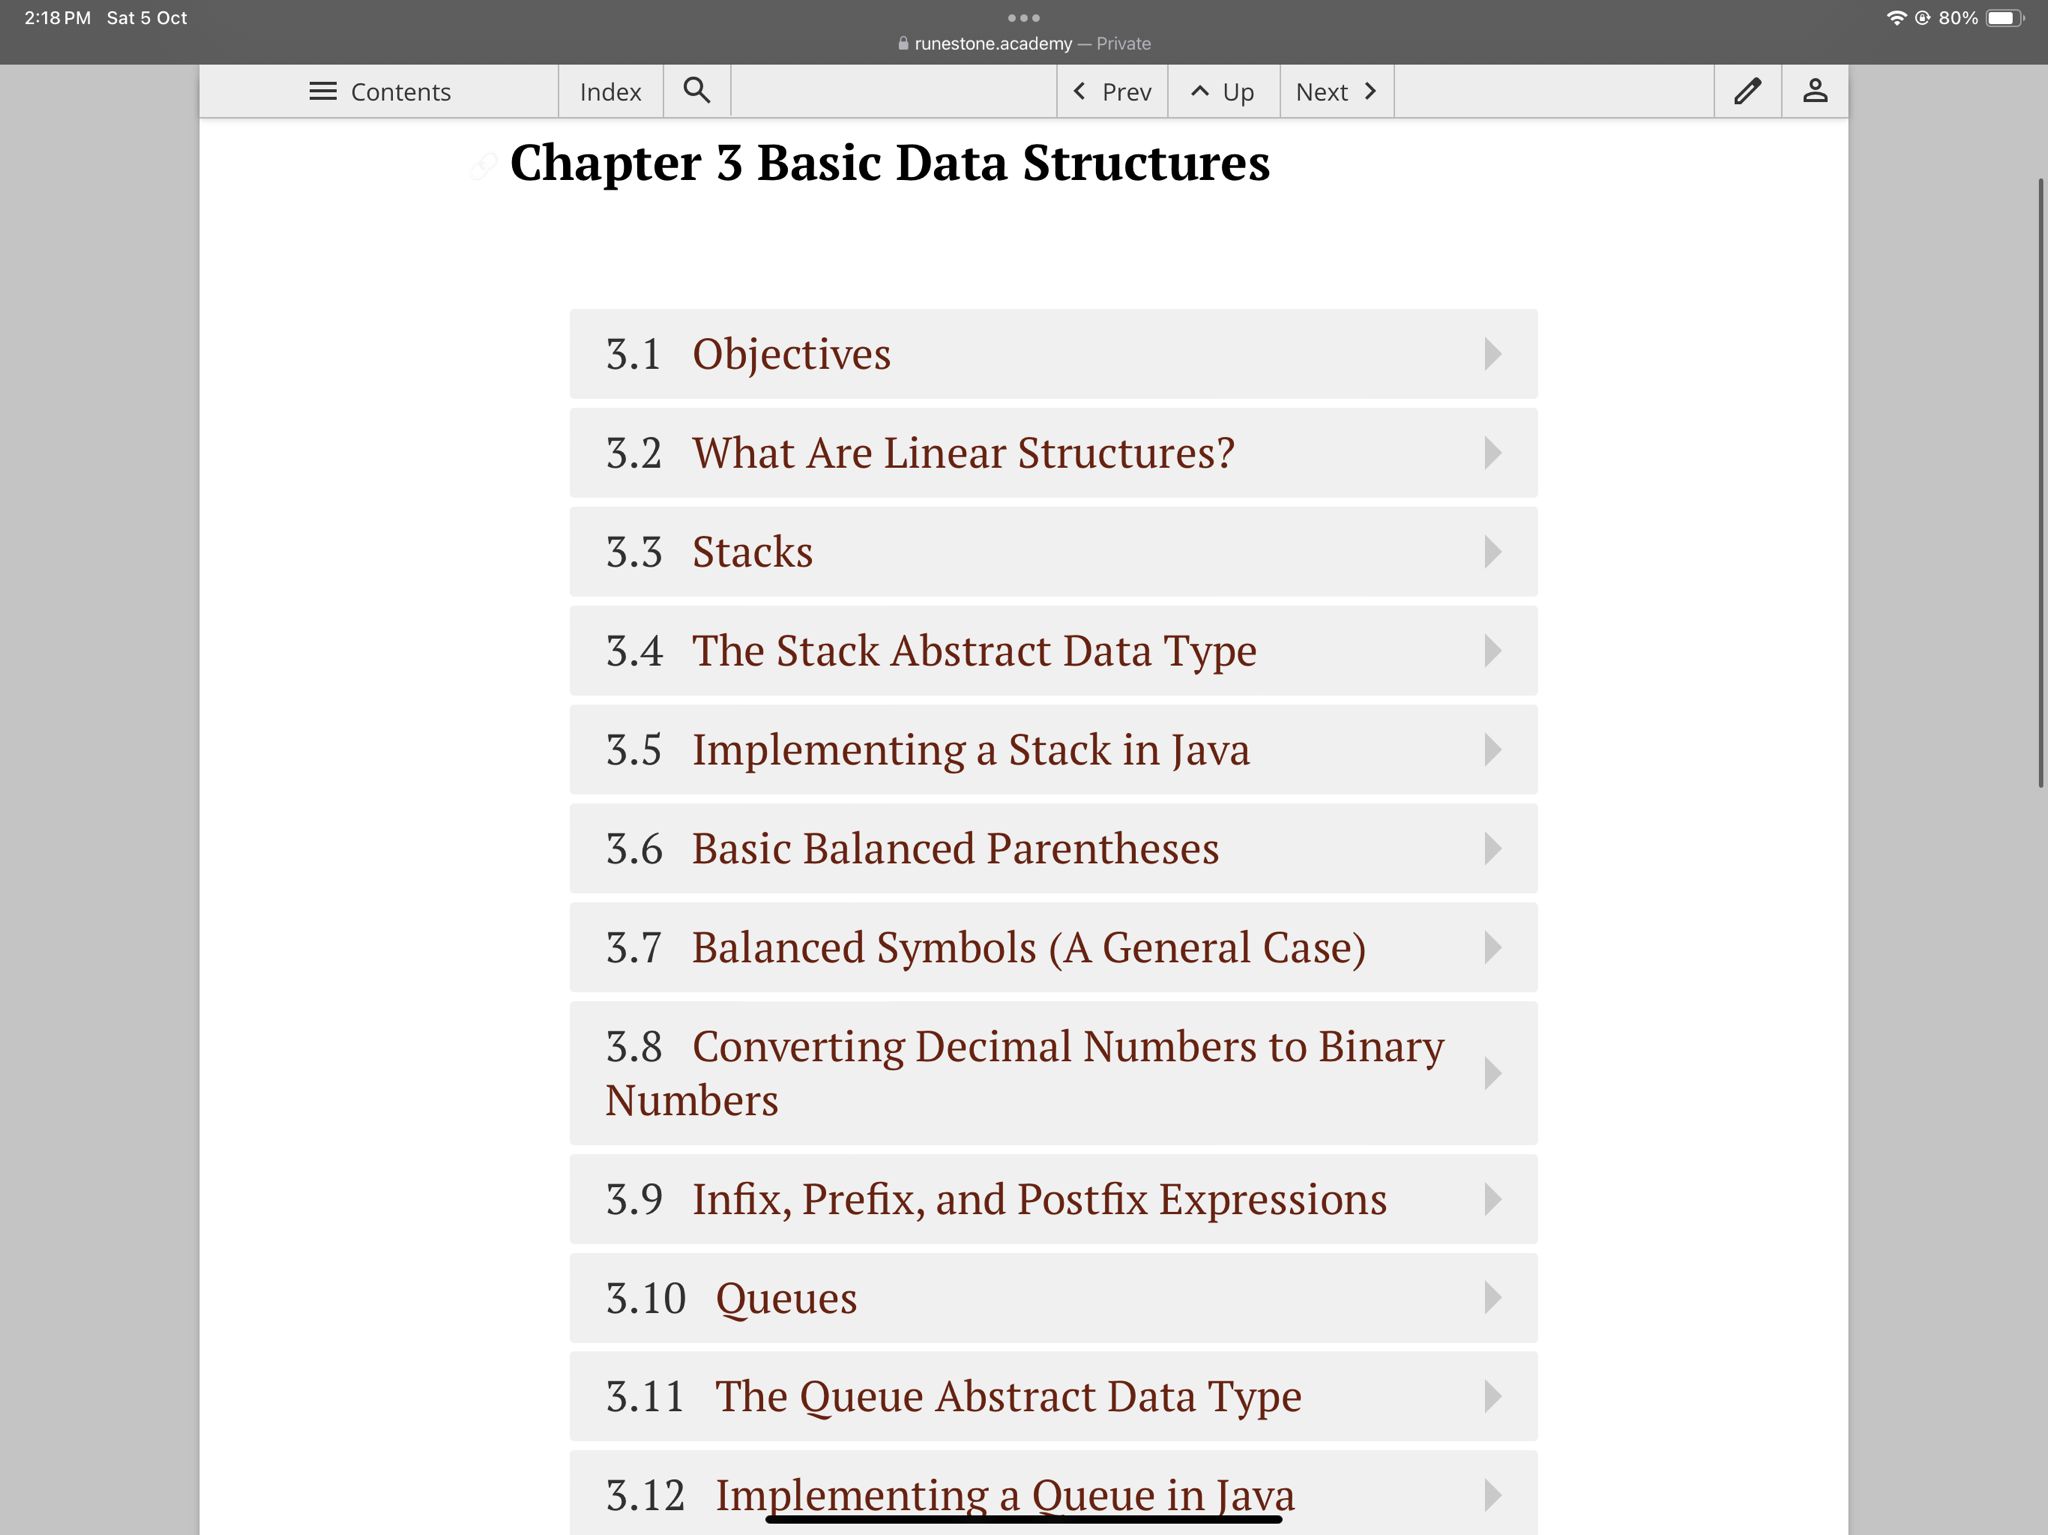 2:18 PM Sat 5 Oct
80%
runestone.academy — Private
Contents
Index
Prev
Up
Next
Chapter 3 Basic Data Structures
3.1 Objectives
3.2 What Are Linear Structures?
3.3 Stacks
3.4 The Stack Abstract Data Type
3.5 Implementing a Stack in Java
3.6 Basic Balanced Parentheses
3.7 Balanced Symbols (A General Case)
3.8 Converting Decimal Numbers to Binary
Numbers
3.9 Infix, Prefix, and Postfix Expressions
3.10 Queues
3.11 The Queue Abstract Data Type
3.12 Implementing a Queue in Java